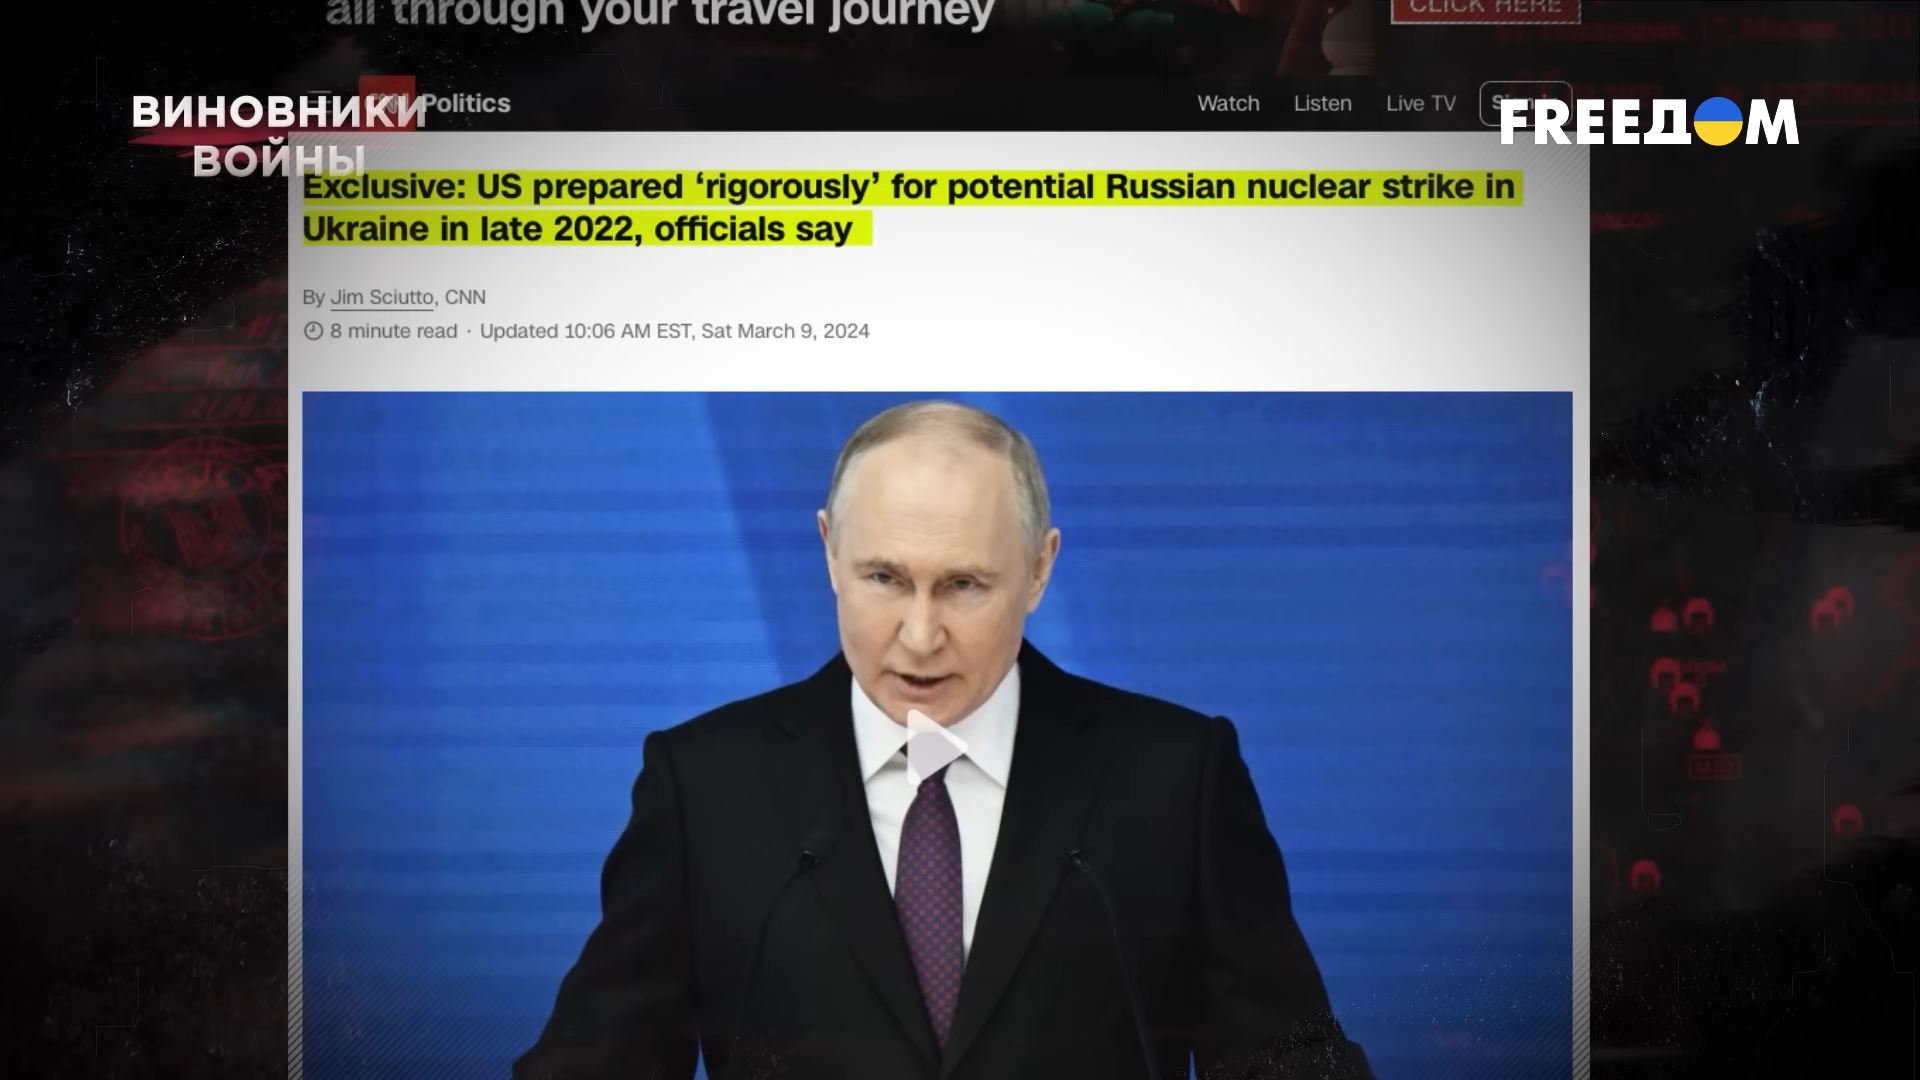 all through your travel journey
CLICK HERE
ВИНОВНИКИ
ВОЙНЫ
Politics
Watch
Listen
Live TV
FREEДOM
Exclusive: US prepared ‘rigorously’ for potential Russian nuclear strike in
Ukraine in late 2022, officials say
By Jim Sciutto, CNN
8 minute read · Updated 10:06 AM EST, Sat March 9, 2024